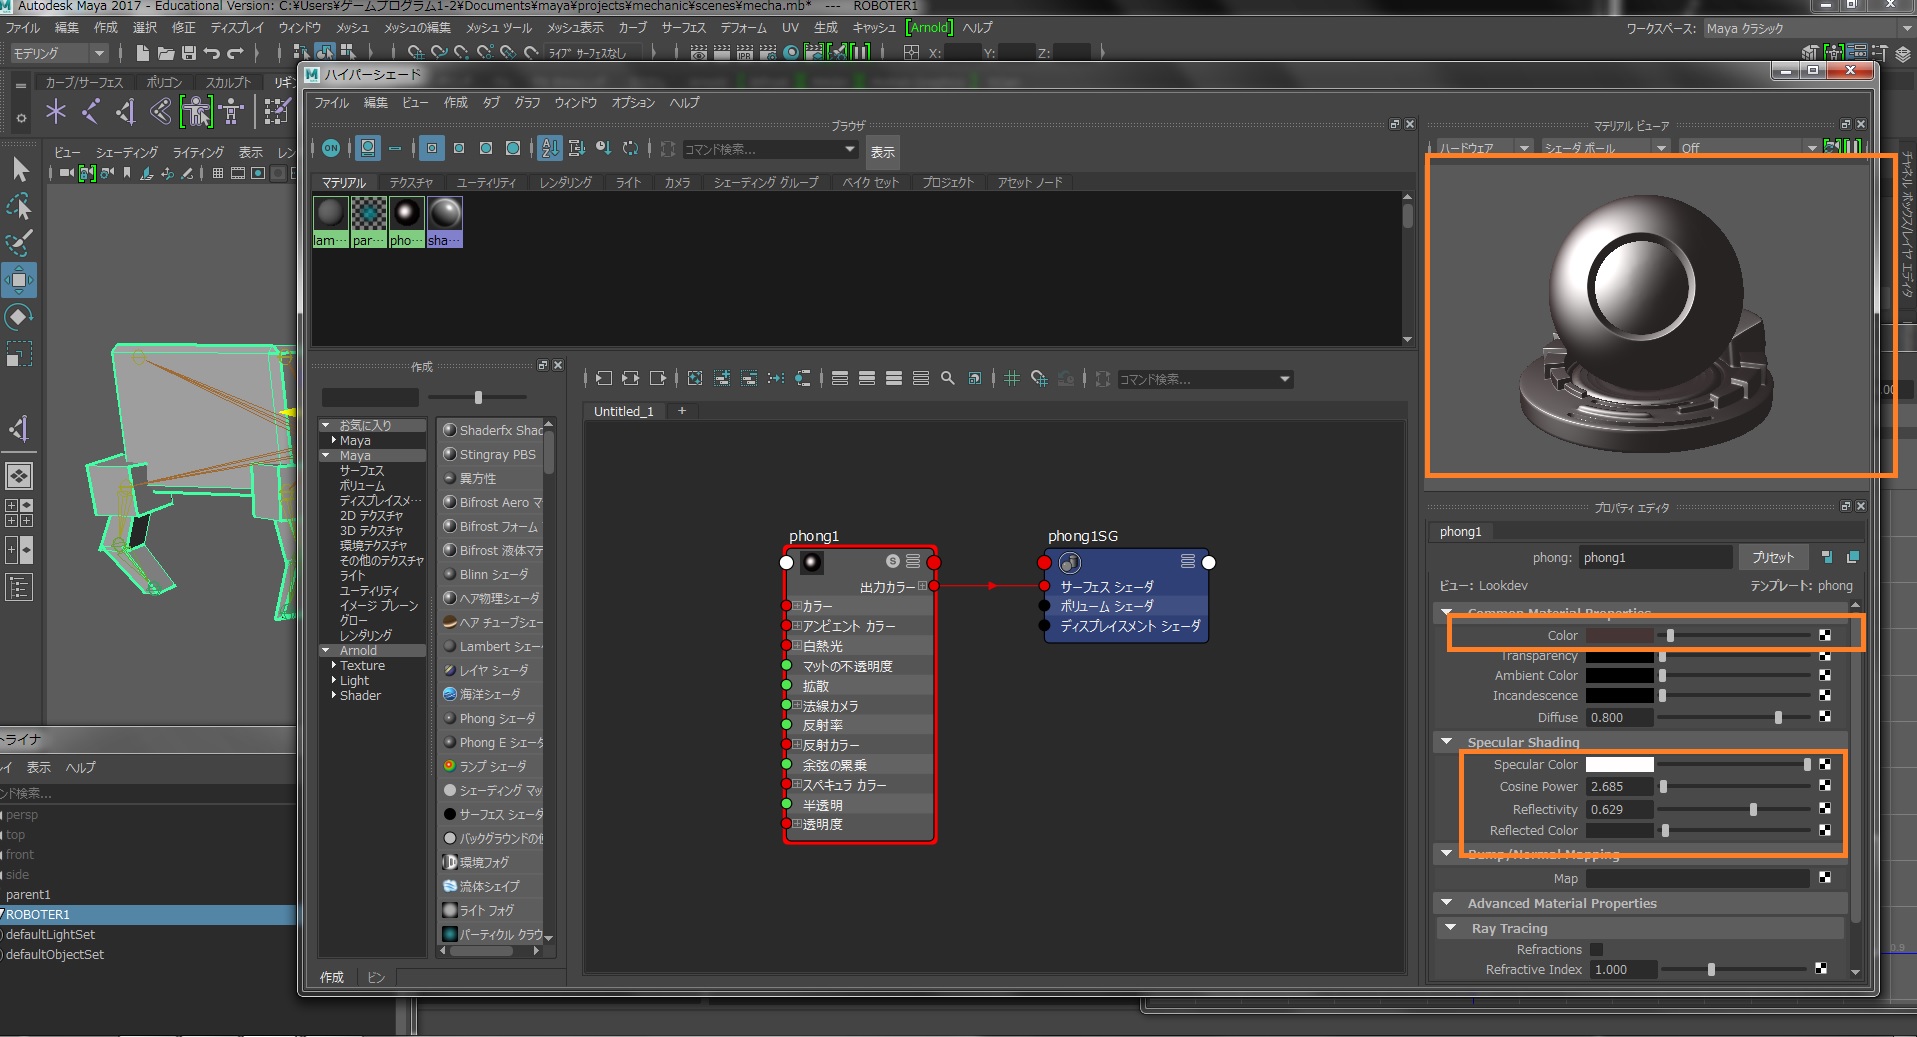 Autodesk Maya 2017 - Educational Version: C:¥Users¥ゲームプログラム1-2¥Documents¥maya¥projects¥mechanic¥scenes¥mecha.mb* --- ROBOTER1
ファイル 編集 作成 選択 修正 ディスプレイ ウィンドウ メッシュ メッシュの編集 メッシュ ツール メッシュ表示 カーブ サーフェス デフォーム UV 生成 キャッシュ [Arnold] ヘルプ
ワークスペース: Maya クラシック
モデリング
ライブ サーフェスなし
X: Y: Z:
カーブ/サーフェス ポリゴン スカルプト リギン
ビュー シェーディング ライティング 表示 レン
ハイパーシェード
ファイル 編集 ビュー 作成 タブ グラフ ウィンドウ オプション ヘルプ
ブラウザ
ON
コマンド検索...
表示
マテリアル テクスチャ ユーティリティ レンダリング ライト カメラ シェーディング グループ ベイク セット プロジェクト アセット ノード
lam… par… pho… sha…
マテリアル ビューア
ハードウェア シェーダ ボール Off
チャネル ボックス/レイヤ エディタ
作成
お気に入り
Maya
Maya
サーフェス
ボリューム
ディスプレイスメ…
2D テクスチャ
3D テクスチャ
環境テクスチャ
その他のテクスチャ
ライト
ユーティリティ
イメージ プレーン
グロー
レンダリング
Arnold
Texture
Light
Shader
Shaderfx Shad
Stingray PBS
異方性
Bifrost Aero マ
Bifrost フォーム
Bifrost 液体マテ
Blinn シェーダ
ヘア物理シェーダ
ヘア チューブシェー
Lambert シェー
レイヤ シェーダ
海洋シェーダ
Phong シェーダ
Phong E シェーダ
ランプ シェーダ
シェーディング マッ
サーフェス シェーダ
バックグラウンドの使
環境フォグ
流体シェイプ
ライト フォグ
パーティクル クラウ
作成 ビン
コマンド検索...
Untitled_1 +
phong1
S
出力カラー
カラー
アンビエント カラー
白熱光
マットの不透明度
拡散
法線カメラ
反射率
反射カラー
余弦の累乗
スペキュラ カラー
半透明
透明度
phong1SG
サーフェス シェーダ
ボリューム シェーダ
ディスプレイスメント シェーダ
プロパティ エディタ
phong1
phong: phong1 プリセット
ビュー: Lookdev テンプレート: phong
Common Material Properties
Color
Transparency
Ambient Color
Incandescence
Diffuse 0.800
Specular Shading
Specular Color
Cosine Power 2.685
Reflectivity 0.629
Reflected Color
Bump/Normal Mapping
Map
Advanced Material Properties
Ray Tracing
Refractions
Refractive Index 1.000
トライナ
イ 表示 ヘルプ
ンド検索...
persp
top
front
side
parent1
ROBOTER1
defaultLightSet
defaultObjectSet